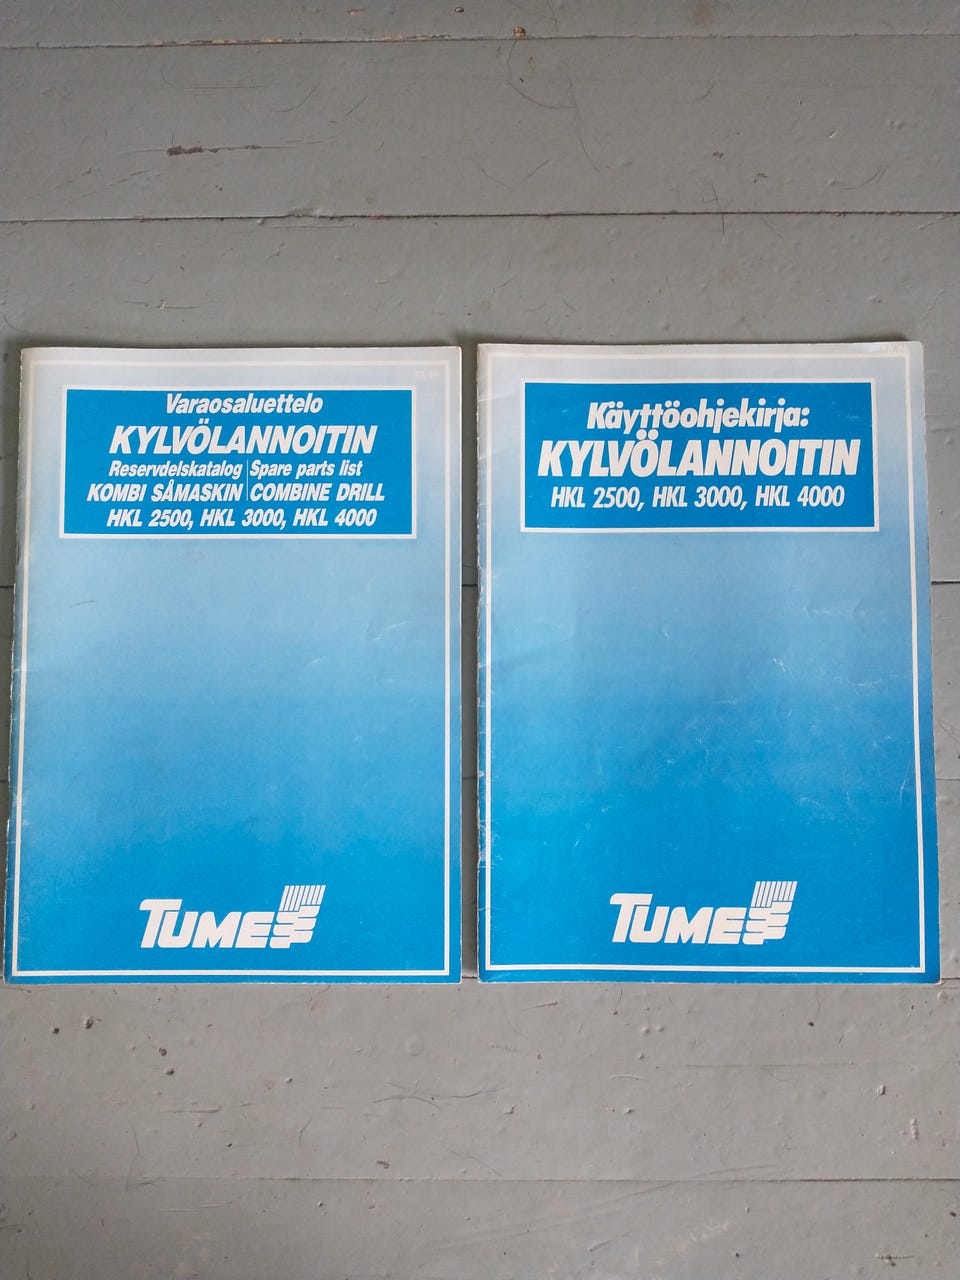 Varaosaluettelo
KYLVÖLANNOITIN
Reservdelskatalog
KOMBI SÅMASKIN
Spare parts list
COMBINE DRILL
HKL 2500, HKL 3000, HKL 4000
TUME
Käyttöohjekirja:
KYLVÖLANNOITIN
HKL 2500, HKL 3000, HKL 4000
TUME